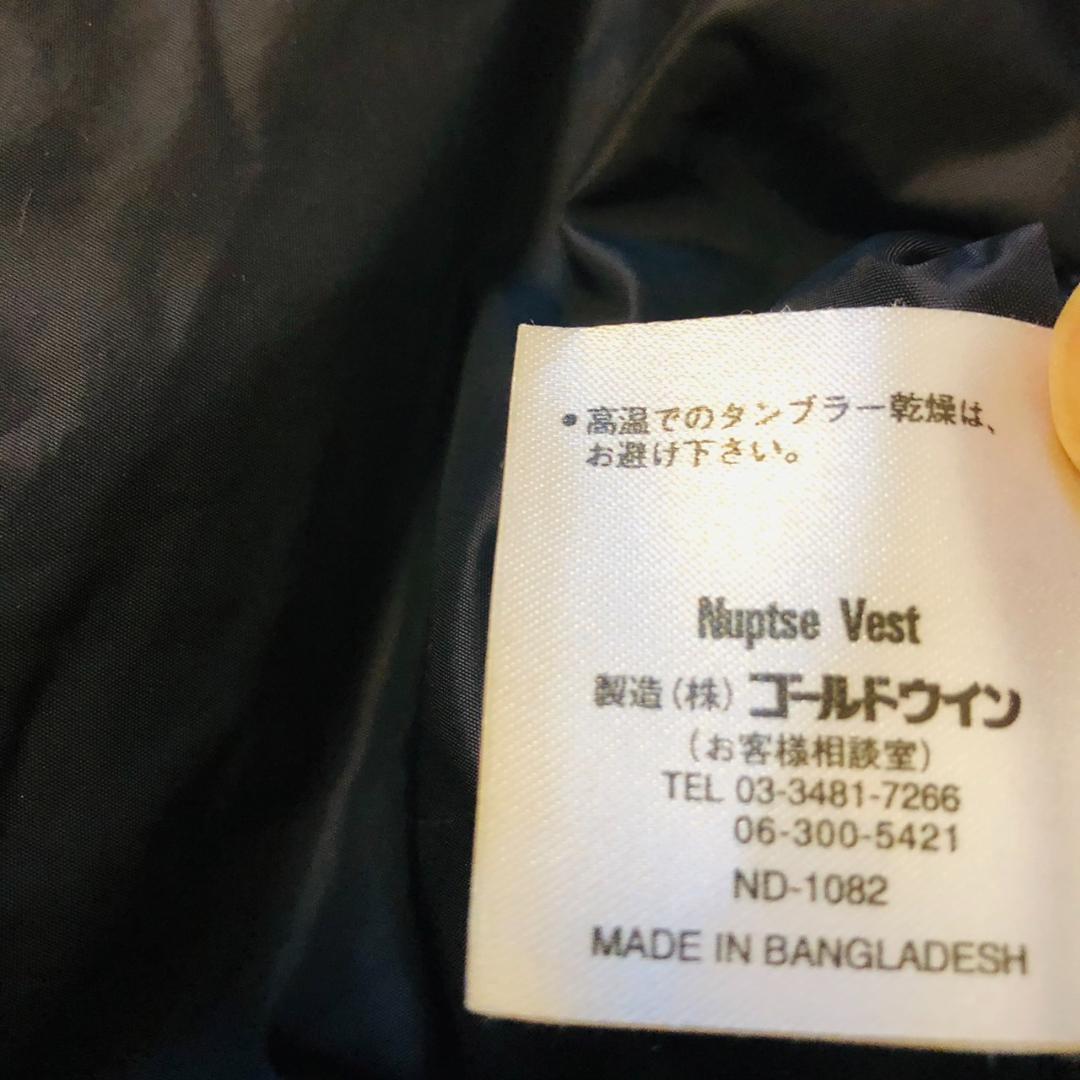 • 高温でのタンブラー乾燥は、
お避け下さい。
Nuptse Vest
製造(株)ゴールドウイン
(お客様相談室)
TEL 03-3481-7266
06-300-5421
ND-1082
MADE IN BANGLADESH